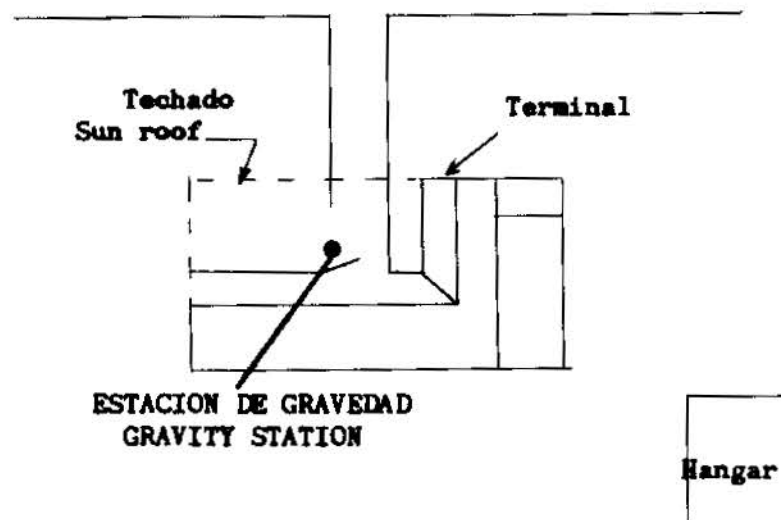 Techado
Sun roof
Terminal
ESTACION DE GRAVEDAD
GRAVITY STATION
Hangar